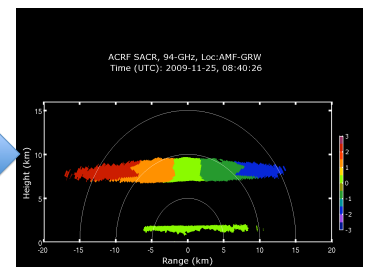 ACRF SACR, 94-GHz, Loc:AMF-GRW
Time (UTC): 2009-11-25, 08:40:26
15
10
5
0
Height (km)
-20 -15 -10 -5 0 5 10 15 20
Range (km)
3
2
1
0
-1
-2
-3